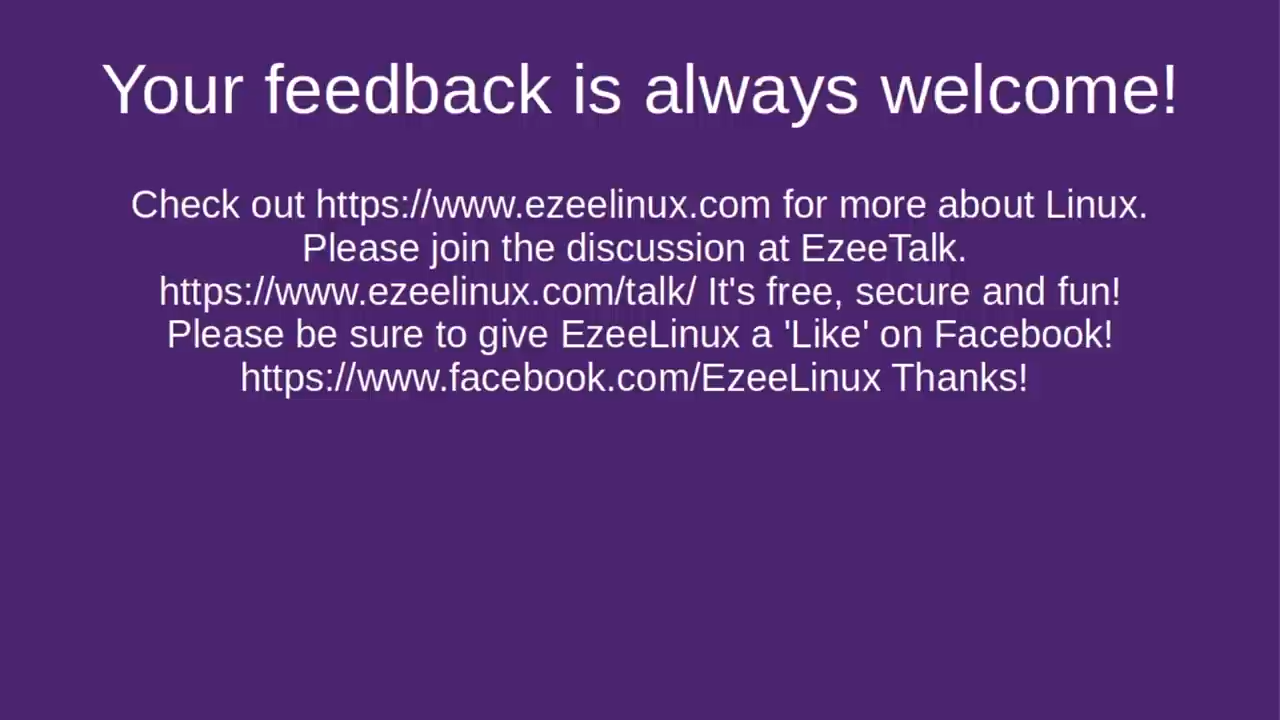 Your feedback is always welcome!
Check out https://www.ezeelinux.com for more about Linux.
Please join the discussion at EzeeTalk.
https://www.ezeelinux.com/talk/ It's free, secure and fun!
Please be sure to give EzeeLinux a 'Like' on Facebook!
https://www.facebook.com/EzeeLinux Thanks!